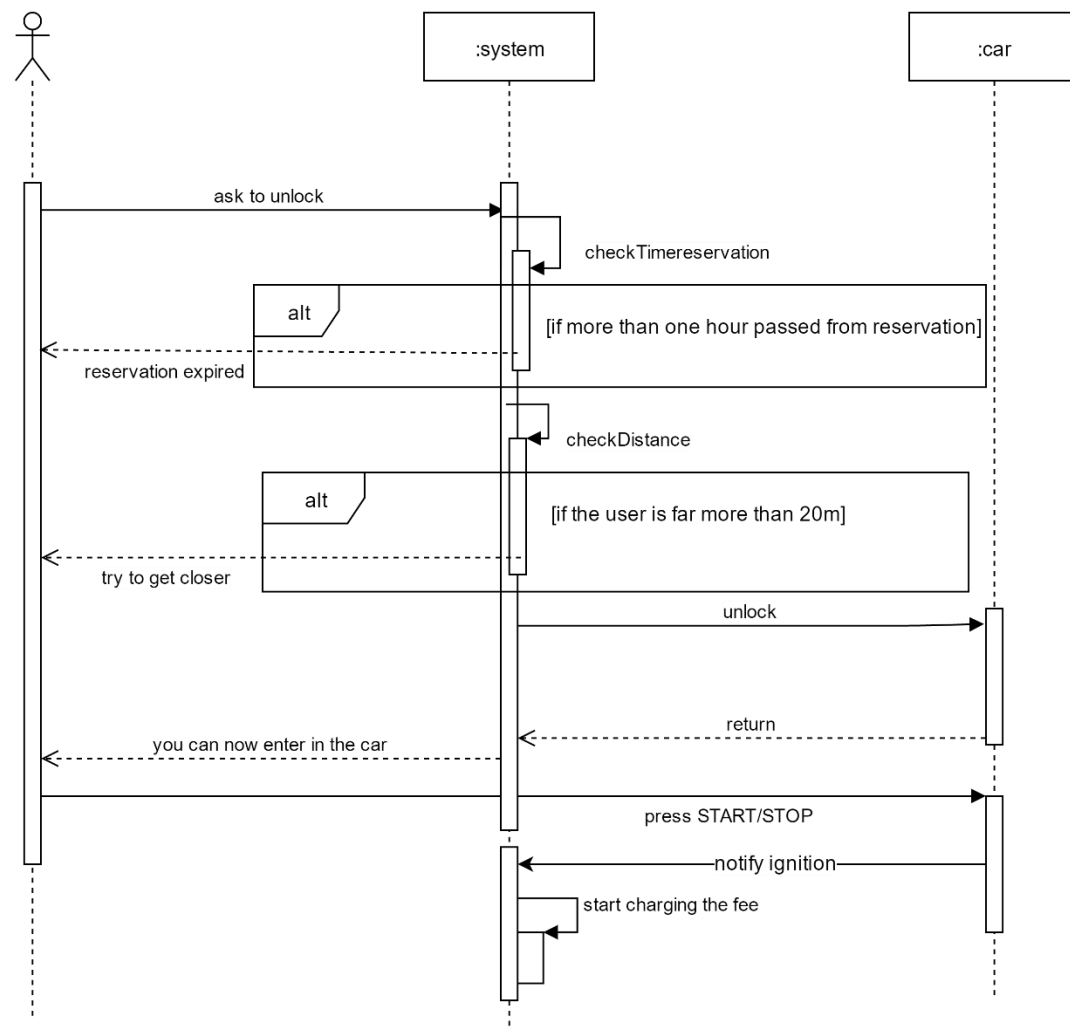 :system
:car
ask to unlock
checkTimereservation
alt
[if more than one hour passed from reservation]
reservation expired
checkDistance
alt
[if the user is far more than 20m]
try to get closer
unlock
return
you can now enter in the car
press START/STOP
notify ignition
start charging the fee